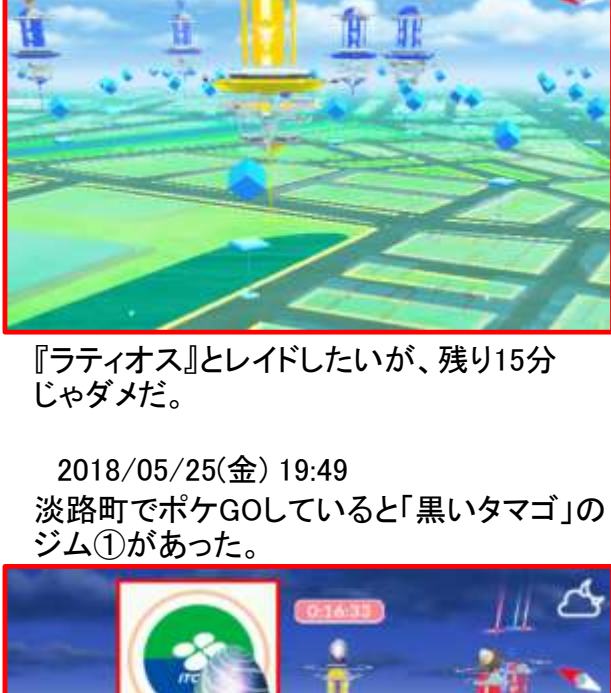 『ラティオス』とレイドしたいが、残り15分
じゃダメだ。
2018/05/25(金) 19:49
淡路町でポケGOしていると「黒いタマゴ」の
ジム①があった。
0:16:33
ITC